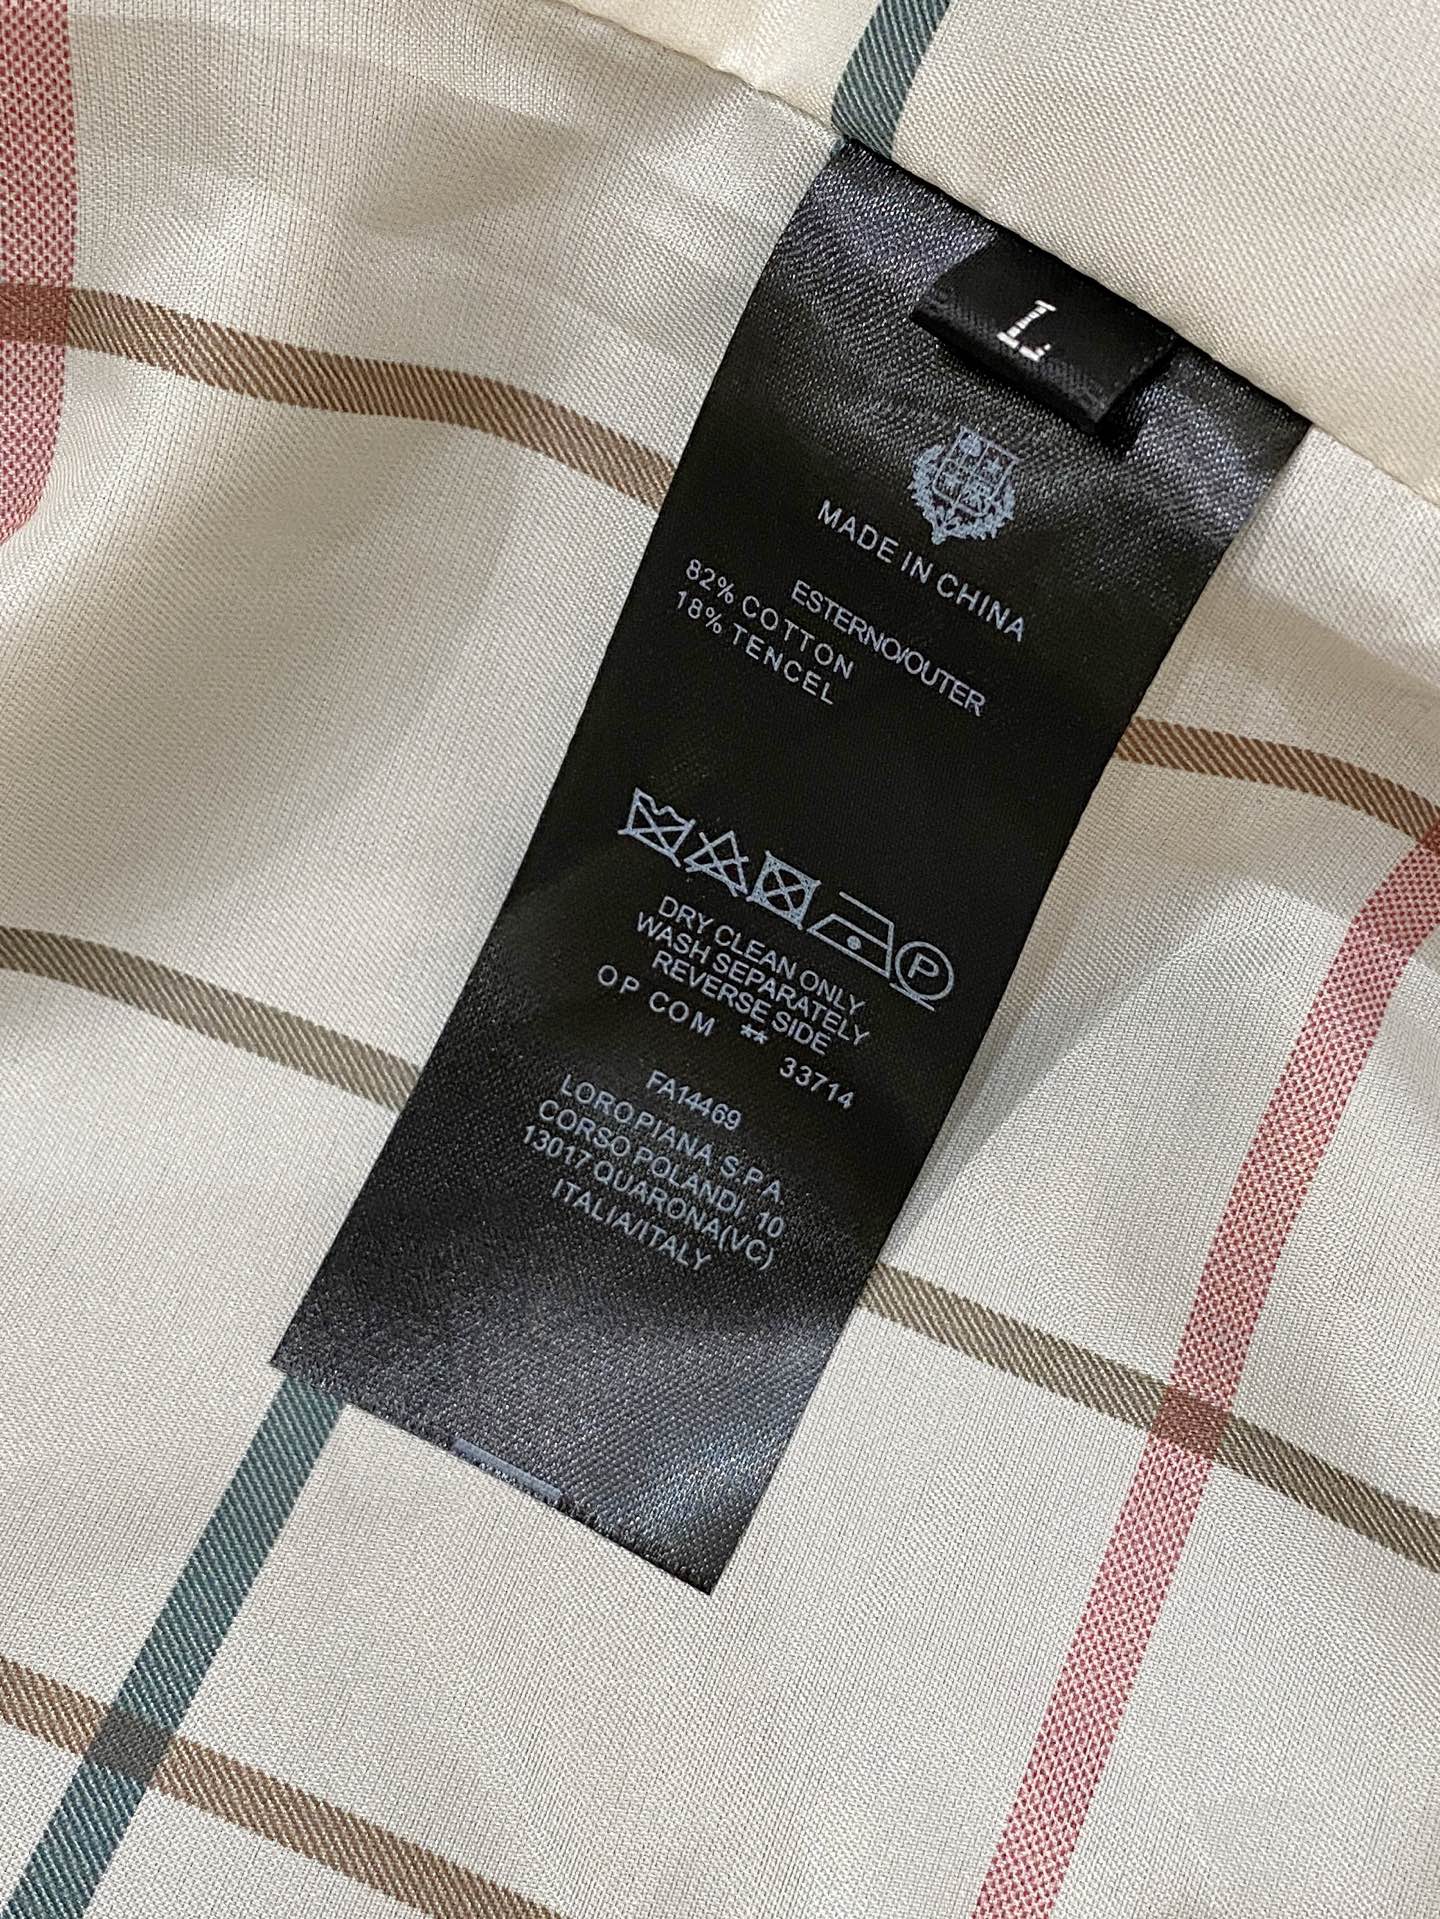 L
MADE IN CHINA
ESTERNO/OUTER
82% COTTON
18% TENCEL
P
DRY CLEAN ONLY
WASH SEPARATELY
REVERSE SIDE
OP COM ** 33714
FA14469
LORO PIANA S.P.A.
CORSO POLANDI, 10
13017 QUARONA(VC)
ITALIA/ITALY